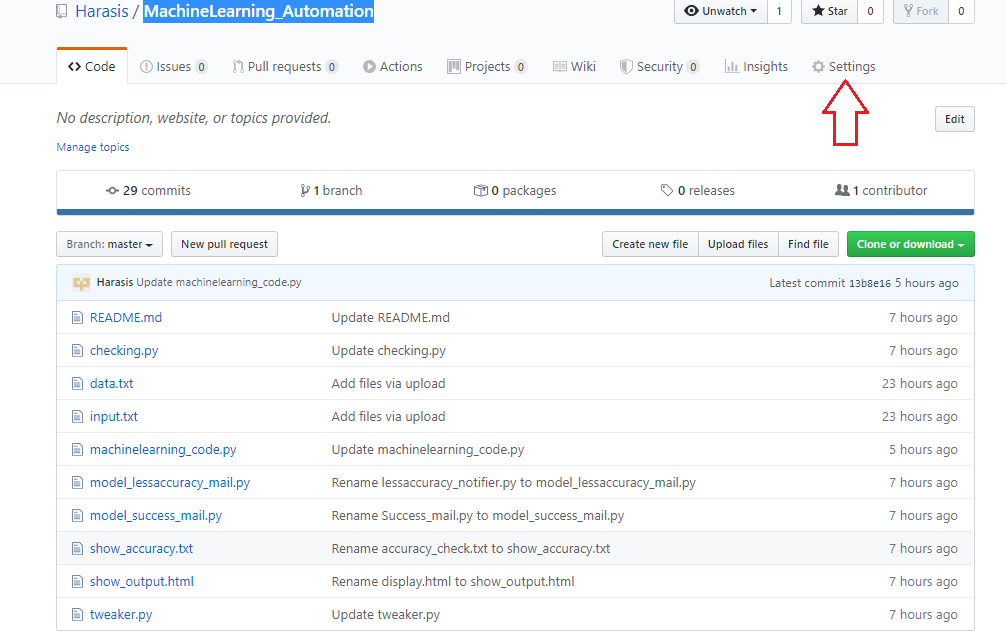 Harasis / MachineLearning_Automation Unwatch 1 Star 0 Fork 0
Code Issues 0 Pull requests 0 Actions Projects 0 Wiki Security 0 Insights Settings
No description, website, or topics provided. Edit
Manage topics
29 commits 1 branch 0 packages 0 releases 1 contributor
Branch: master New pull request Create new file Upload files Find file Clone or download
Harasis Update machinelearning_code.py Latest commit 13b8e16 5 hours ago
README.md Update README.md 7 hours ago
checking.py Update checking.py 7 hours ago
data.txt Add files via upload 23 hours ago
input.txt Add files via upload 23 hours ago
machinelearning_code.py Update machinelearning_code.py 5 hours ago
model_lessaccuracy_mail.py Rename lessaccuracy_notifier.py to model_lessaccuracy_mail.py 7 hours ago
model_success_mail.py Rename Success_mail.py to model_success_mail.py 7 hours ago
show_accuracy.txt Rename accuracy_check.txt to show_accuracy.txt 7 hours ago
show_output.html Rename display.html to show_output.html 7 hours ago
tweaker.py Update tweaker.py 7 hours ago